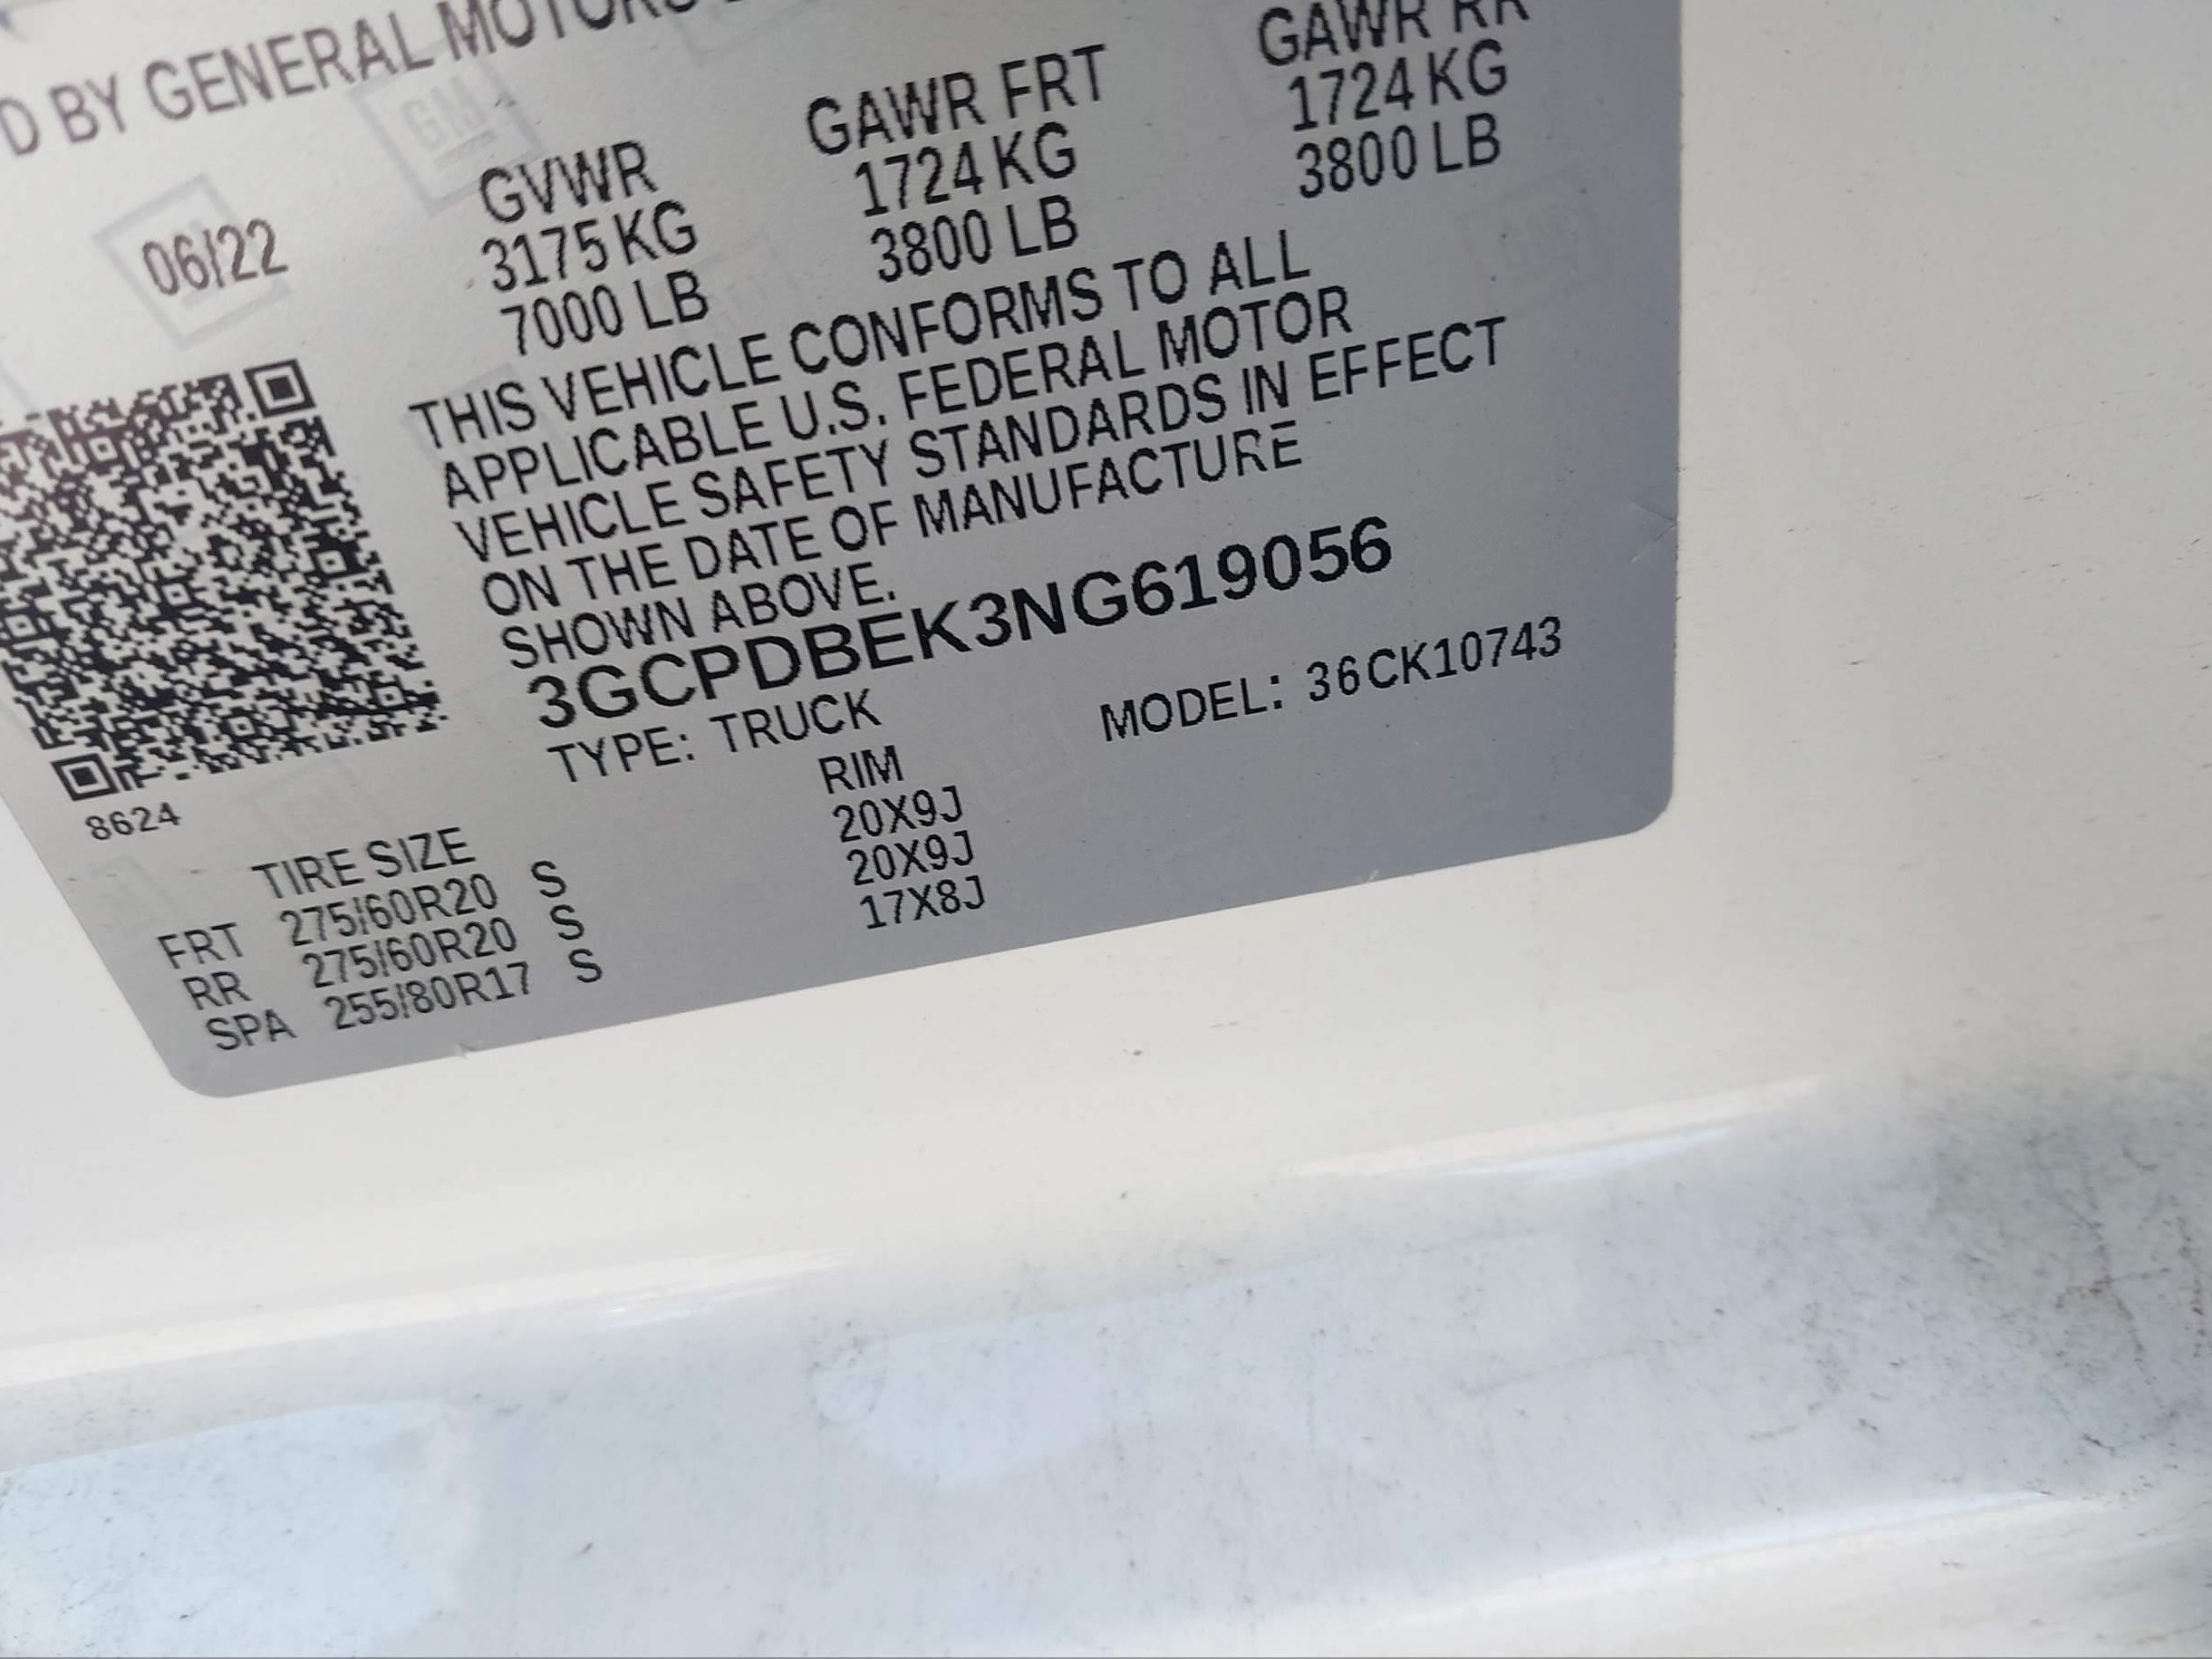 D BY GENERAL MOTORS
GVWR GAWR FRT GAWR RR
06/22 3175 KG 1724 KG 1724 KG
7000 LB 3800 LB 3800 LB
THIS VEHICLE CONFORMS TO ALL
APPLICABLE U.S. FEDERAL MOTOR
VEHICLE SAFETY STANDARDS IN EFFECT
ON THE DATE OF MANUFACTURE
SHOWN ABOVE.
3GCPDBEK3NG619056
TYPE: TRUCK MODEL: 36CK10743
8624
TIRE SIZE RIM
FRT 275/60R20 S 20X9J
RR 275/60R20 S 20X9J
SPA 255/80R17 S 17X8J
GM